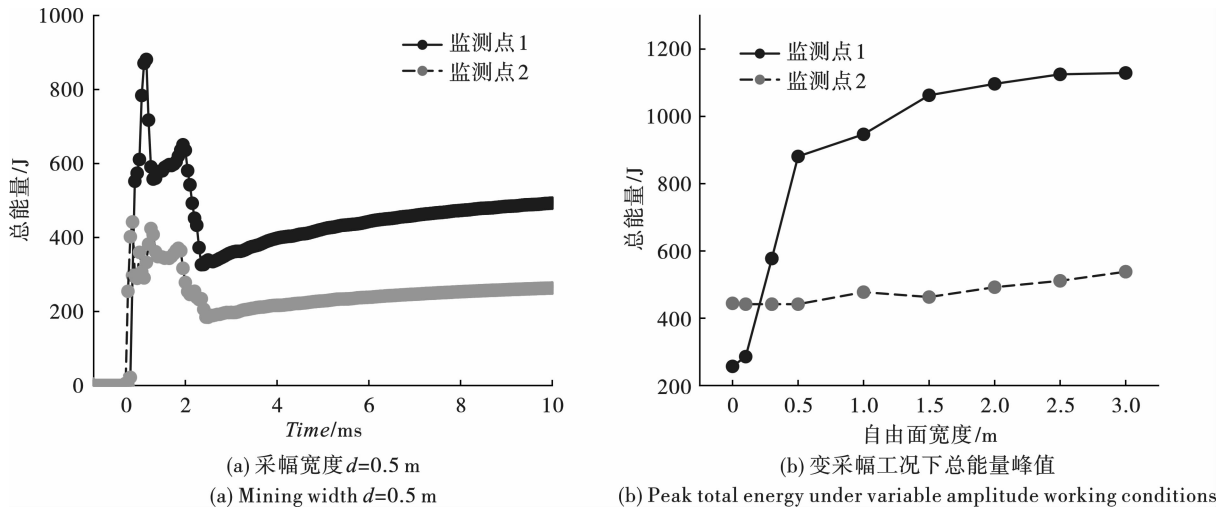 1000
800
600
400
200
0
总能量/J
监测点1
监测点2
0
2
4
6
8
10
Time/ms
(a) 采幅宽度d=0.5 m
(a) Mining width d=0.5 m
1200
1000
800
600
400
200
总能量/J
监测点1
监测点2
0
0.5
1.0
1.5
2.0
2.5
3.0
自由面宽度/m
(b) 变采幅工况下总能量峰值
(b) Peak total energy under variable amplitude working conditions